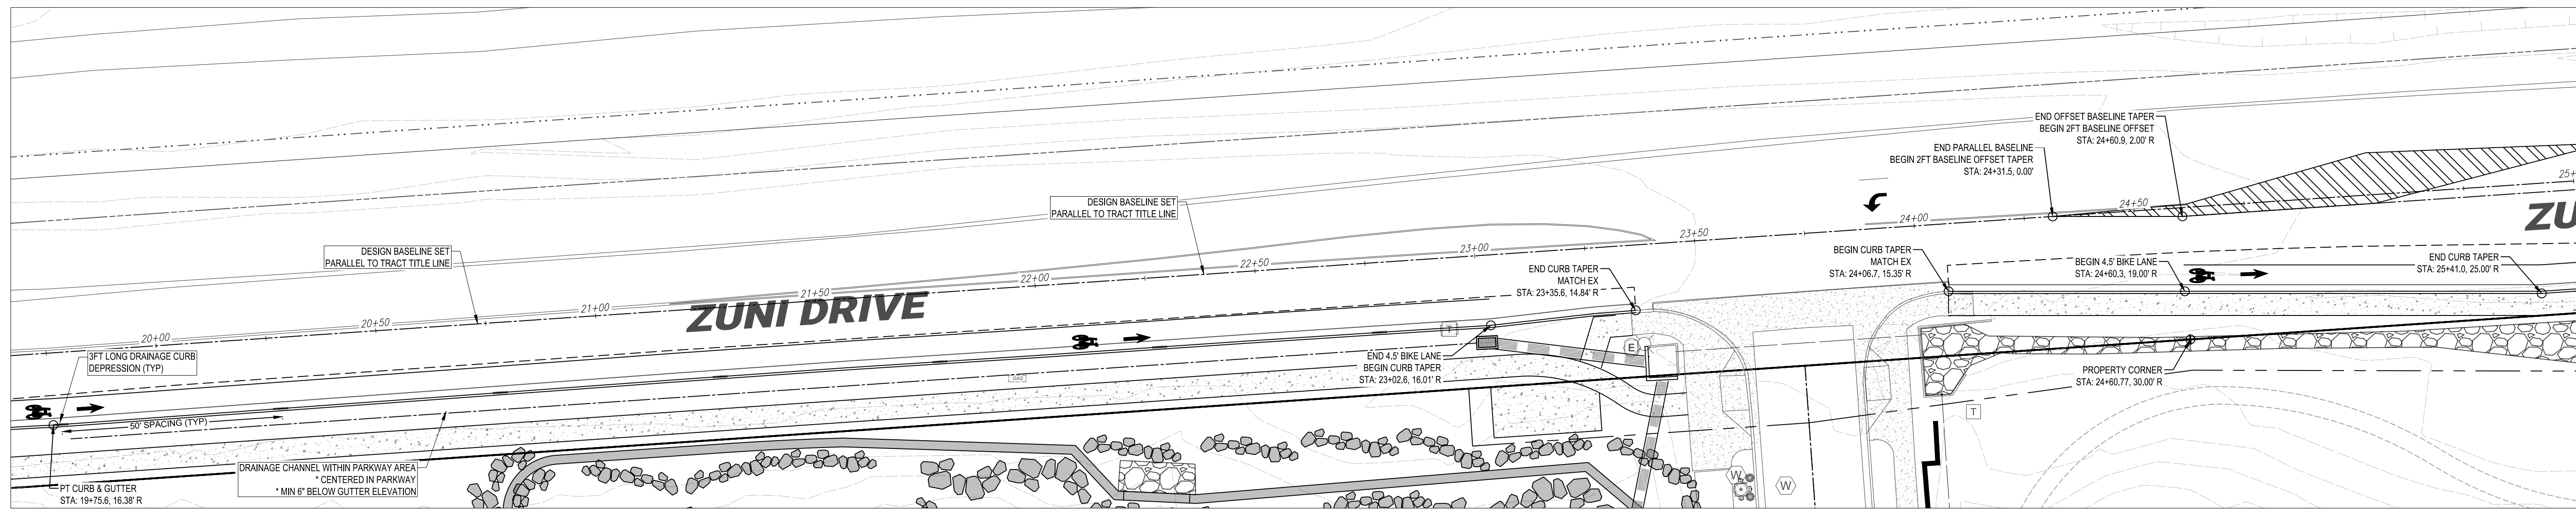 END OFFSET BASELINE TAPER
BEGIN 2FT BASELINE OFFSET
STA: 24+60.9, 2.00' R
END PARALLEL BASELINE
BEGIN 2FT BASELINE OFFSET TAPER
STA: 24+31.5, 0.00'
DESIGN BASELINE SET
PARALLEL TO TRACT TITLE LINE
DESIGN BASELINE SET
PARALLEL TO TRACT TITLE LINE
20+00
20+50
21+00
21+50
22+00
22+50
23+00
23+50
24+00
24+50
25+
ZUNI DRIVE
ZU
END CURB TAPER
MATCH EX
STA: 23+35.6, 14.84' R
BEGIN CURB TAPER
MATCH EX
STA: 24+06.7, 15.35' R
BEGIN 4.5' BIKE LANE
STA: 24+60.3, 19.00' R
END CURB TAPER
STA: 25+41.0, 25.00' R
3FT LONG DRAINAGE CURB
DEPRESSION (TYP)
END 4.5' BIKE LANE
BEGIN CURB TAPER
STA: 23+02.6, 16.01' R
T
E
GAS
PROPERTY CORNER
STA: 24+60.77, 30.00' R
T
50' SPACING (TYP)
DRAINAGE CHANNEL WITHIN PARKWAY AREA
* CENTERED IN PARKWAY
* MIN 6" BELOW GUTTER ELEVATION
PT CURB & GUTTER
STA: 19+75.6, 16.38' R
W
W